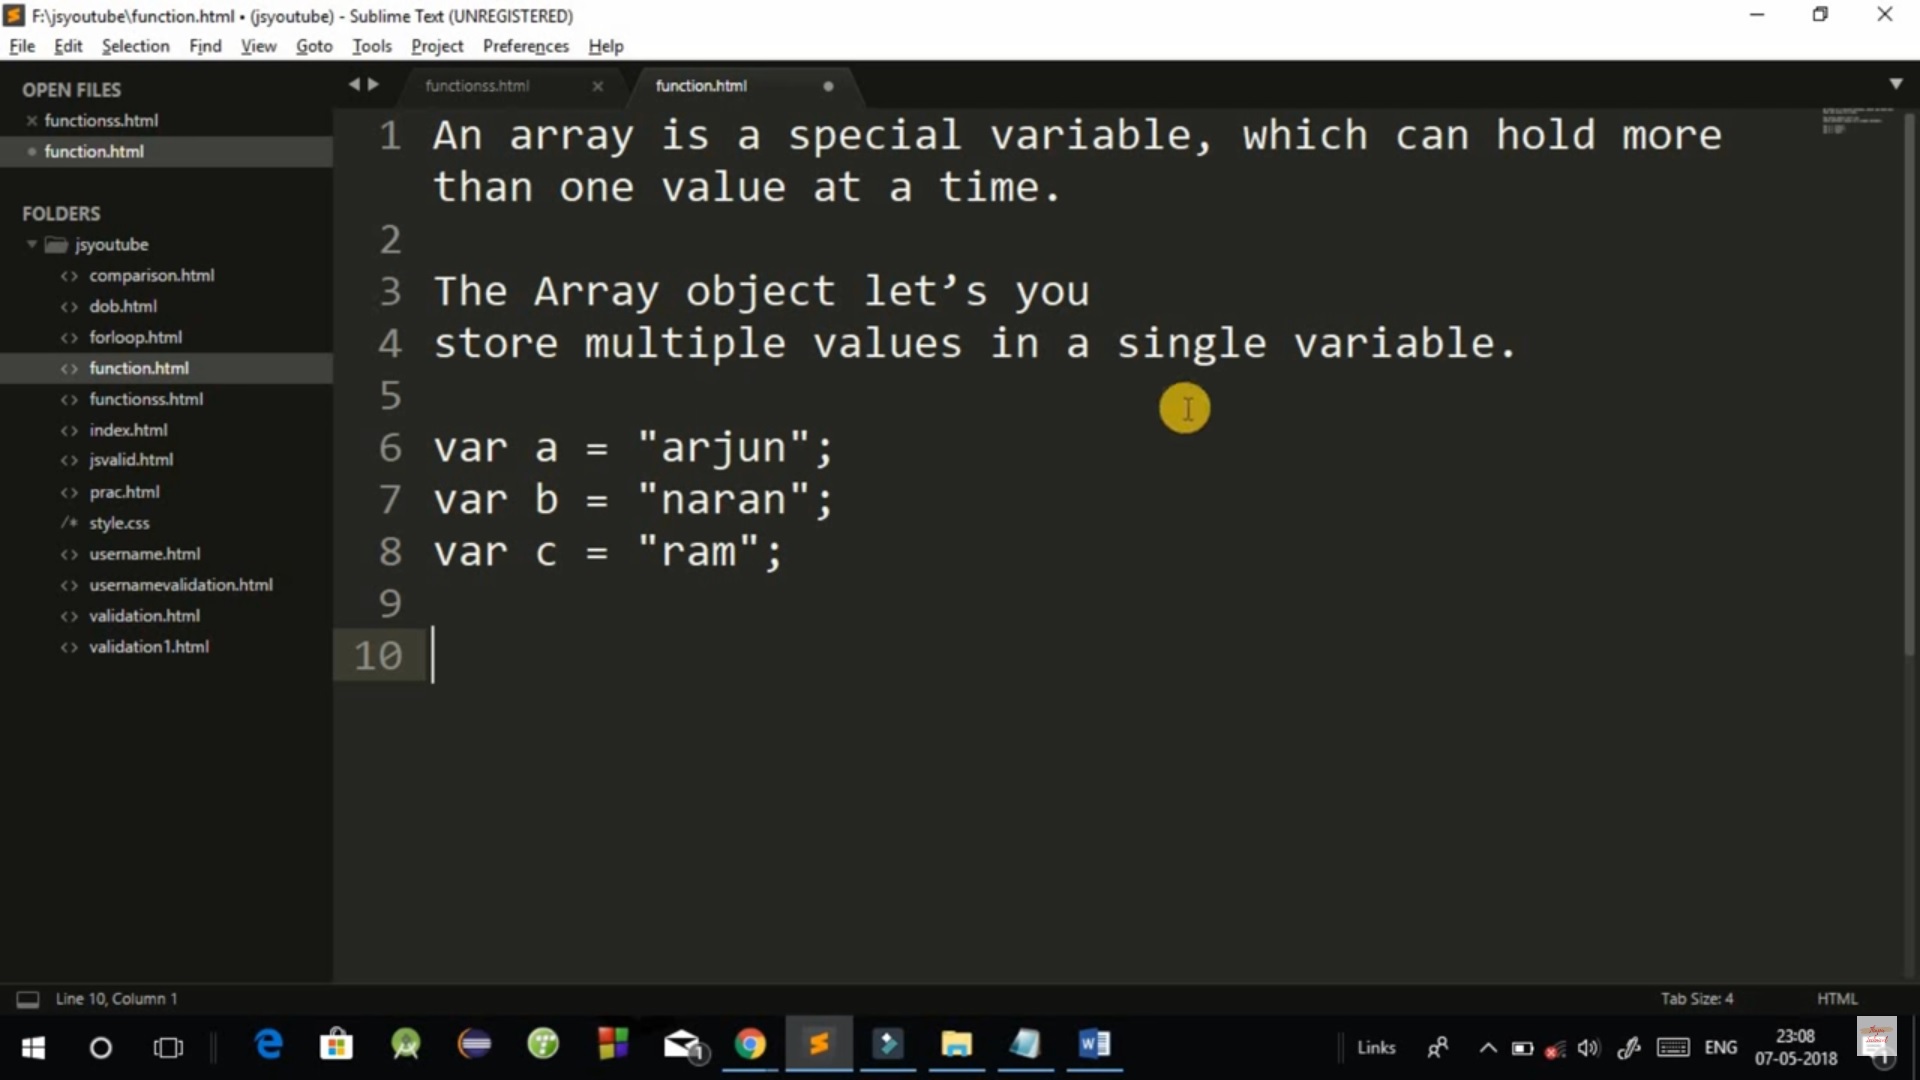 F:\jsyoutube\function.html • (jsyoutube) - Sublime Text (UNREGISTERED)
File Edit Selection Find View Goto Tools Project Preferences Help
OPEN FILES
functionss.html
function.html
FOLDERS
jsyoutube
comparison.html
dob.html
forloop.html
function.html
functionss.html
index.html
jsvalid.html
prac.html
style.css
username.html
usernamevalidation.html
validation.html
validation1.html
functionss.html function.html
1 An array is a special variable, which can hold more
than one value at a time.
2
3 The Array object let’s you
4 store multiple values in a single variable.
5
6 var a = "arjun";
7 var b = "naran";
8 var c = "ram";
9
10
Line 10, Column 1 Tab Size: 4 HTML
Links ENG 23:08
07-05-2018